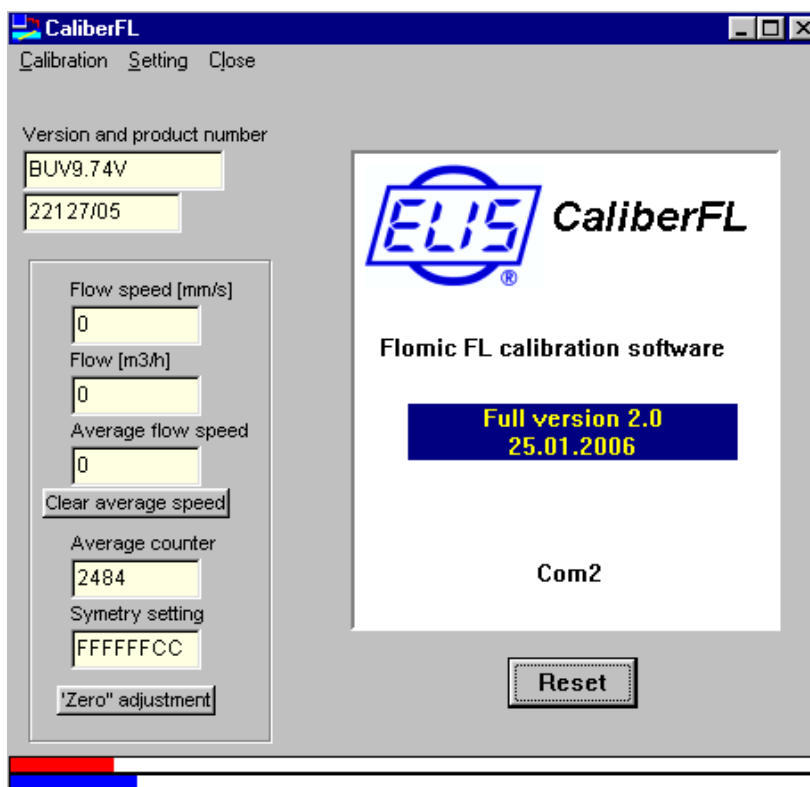 CaliberFL
Calibration Setting Close
Version and product number
BUV9.74V
22127/05
Flow speed [mm/s]
0
Flow [m3/h]
0
Average flow speed
0
Clear average speed
Average counter
2484
Symetry setting
FFFFFFCC
'Zero" adjustment
ELIS
®
CaliberFL
Flomic FL calibration software
Full version 2.0
25.01.2006
Com2
Reset